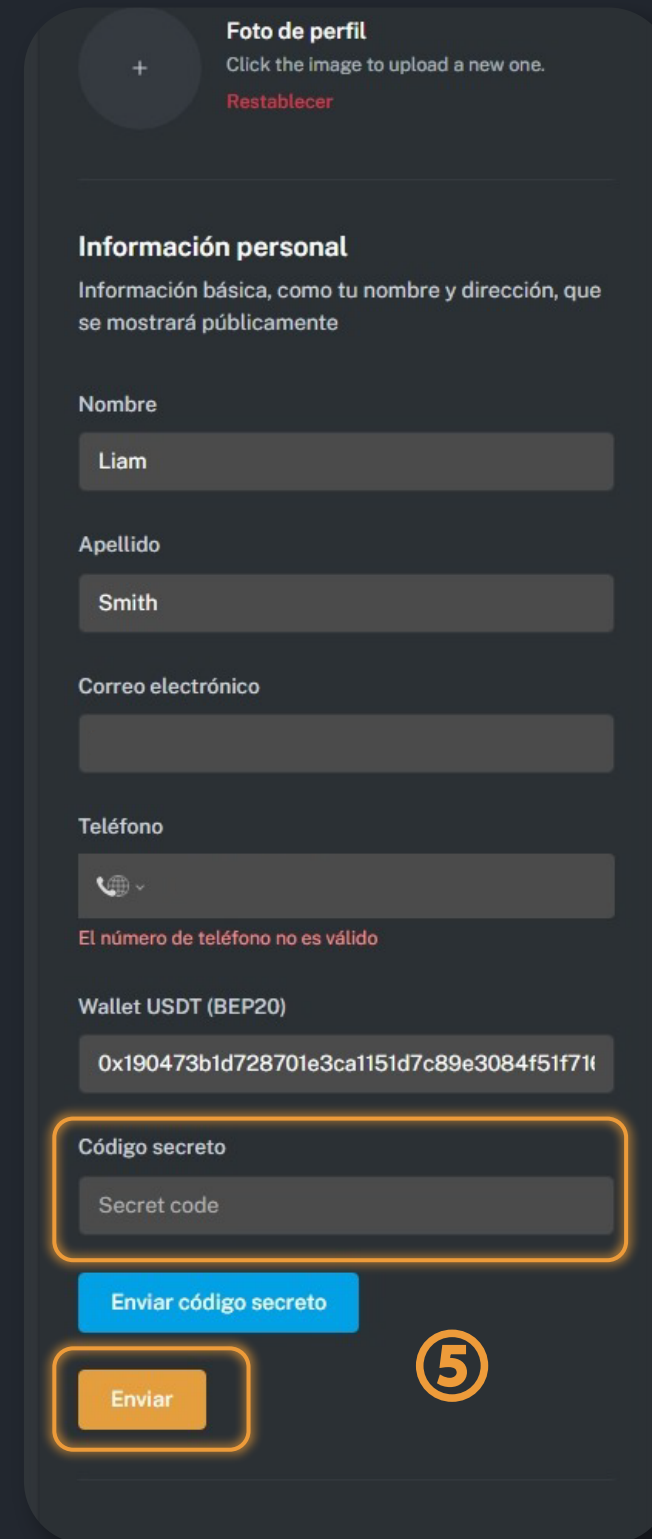 Foto de perfil
Click the image to upload a new one.
Restablecer
Información personal
Información básica, como tu nombre y dirección, que
se mostrará públicamente
Nombre
Liam
Apellido
Smith
Correo electrónico
Teléfono
El número de teléfono no es válido
Wallet USDT (BEP20)
0x190473b1d728701e3ca1151d7c89e3084f51f716
Código secreto
Secret code
Enviar código secreto
Enviar
5